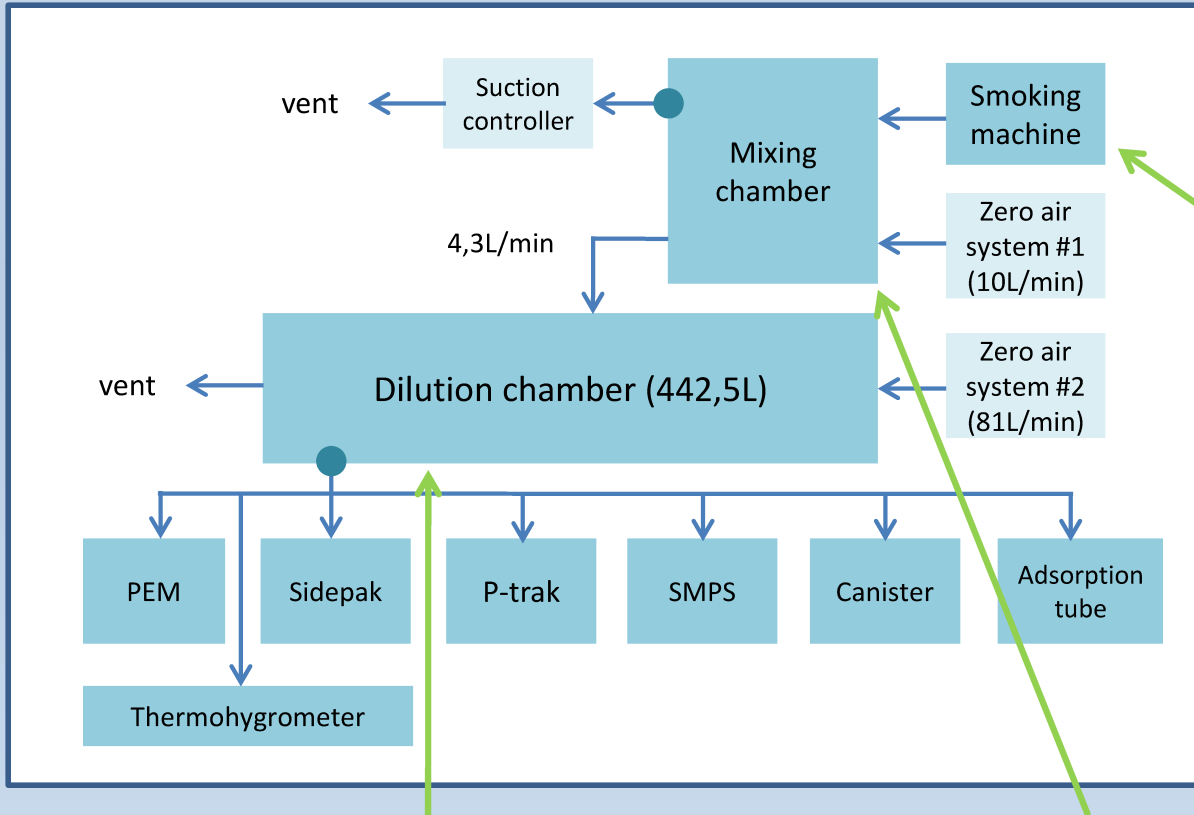 vent
Suction
controller
Mixing
chamber
Smoking
machine
Zero air
system #1
(10L/min)
4,3L/min
vent
Dilution chamber (442,5L)
Zero air
system #2
(81L/min)
PEM
Sidepak
P-trak
SMPS
Canister
Adsorption
tube
Thermohygrometer